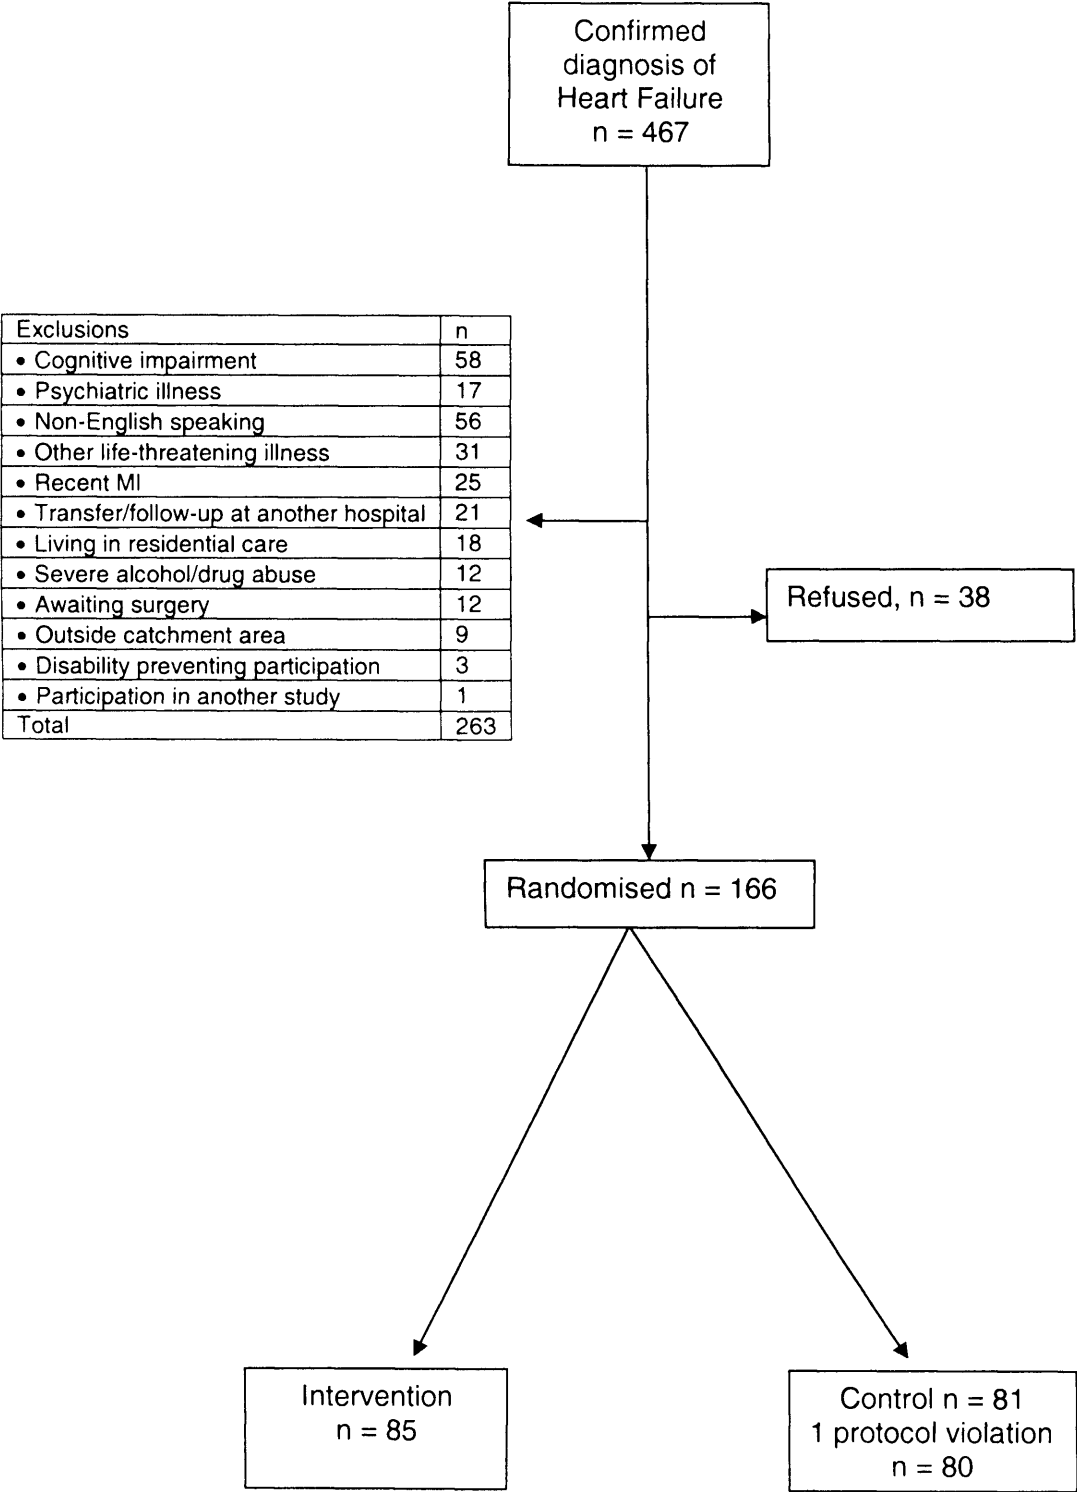 Confirmed
diagnosis of
Heart Failure
n = 467
Exclusions n
• Cognitive impairment 58
• Psychiatric illness 17
• Non-English speaking 56
• Other life-threatening illness 31
• Recent MI 25
• Transfer/follow-up at another hospital 21
• Living in residential care 18
• Severe alcohol/drug abuse 12
• Awaiting surgery 12
• Outside catchment area 9
• Disability preventing participation 3
• Participation in another study 1
Total 263
Refused, n = 38
Randomised n = 166
Intervention
n = 85
Control n = 81
1 protocol violation
n = 80